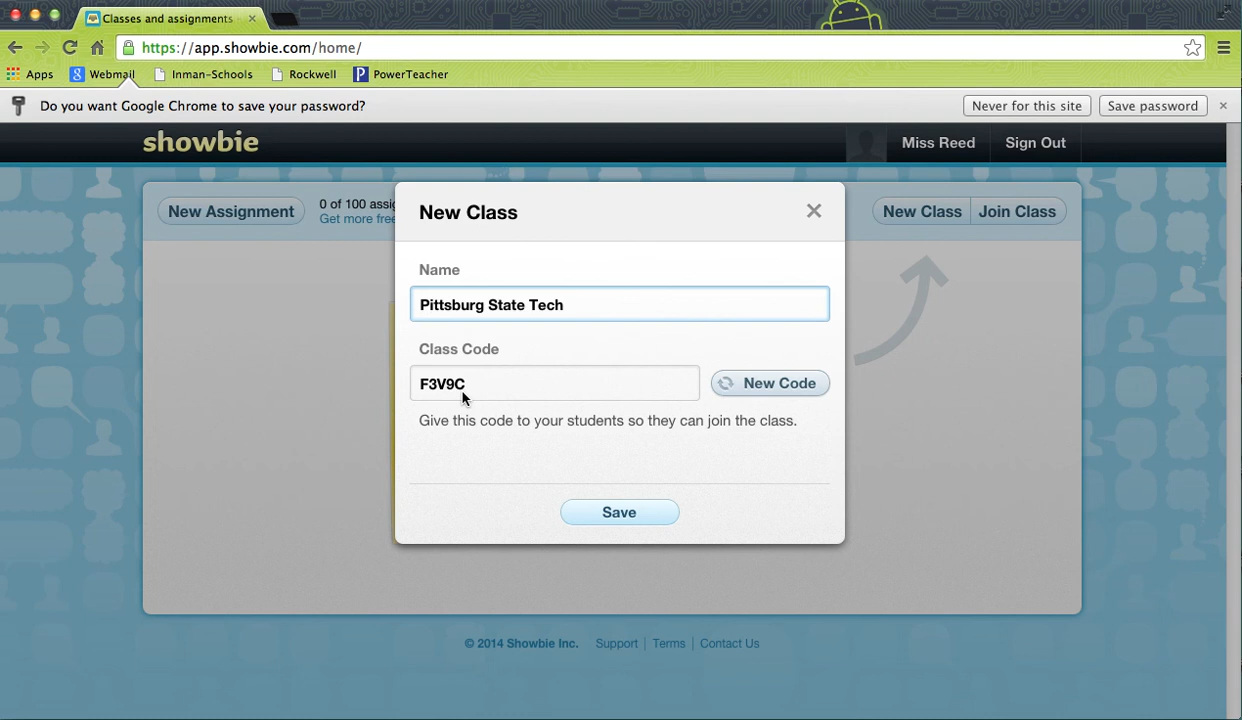 Classes and assignments
https://app.showbie.com/home/
Apps Webmail Inman-Schools Rockwell PowerTeacher
Do you want Google Chrome to save your password? Never for this site Save password
showbie Miss Reed Sign Out
New Assignment 0 of 100
Get more free New Class Join Class
New Class
Name
Pittsburg State Tech
Class Code
F3V9C New Code
Give this code to your students so they can join the class.
Save
© 2014 Showbie Inc. Support Terms Contact Us